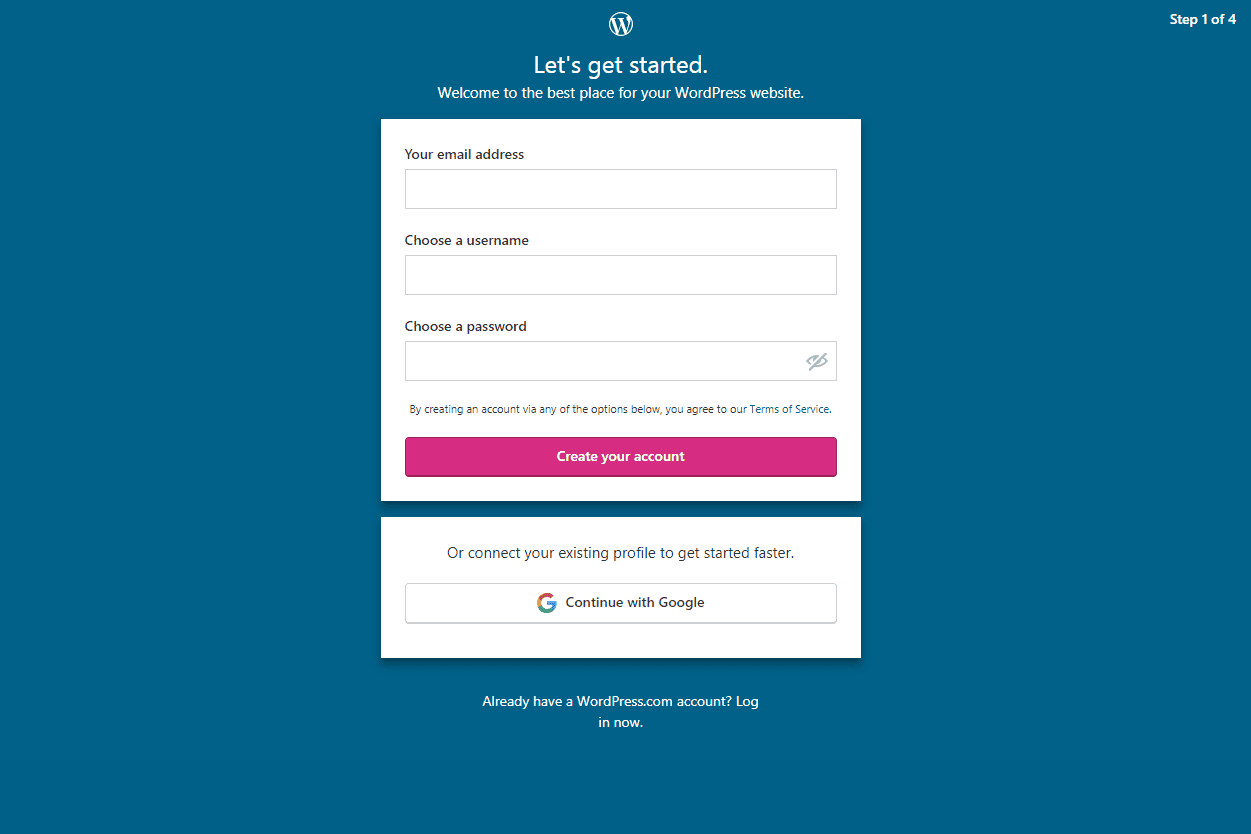 Step 1 of 4
Let's get started.
Welcome to the best place for your WordPress website.
Your email address
Choose a username
Choose a password
By creating an account via any of the options below, you agree to our Terms of Service.
Create your account
Or connect your existing profile to get started faster.
Continue with Google
Already have a WordPress.com account? Log
in now.